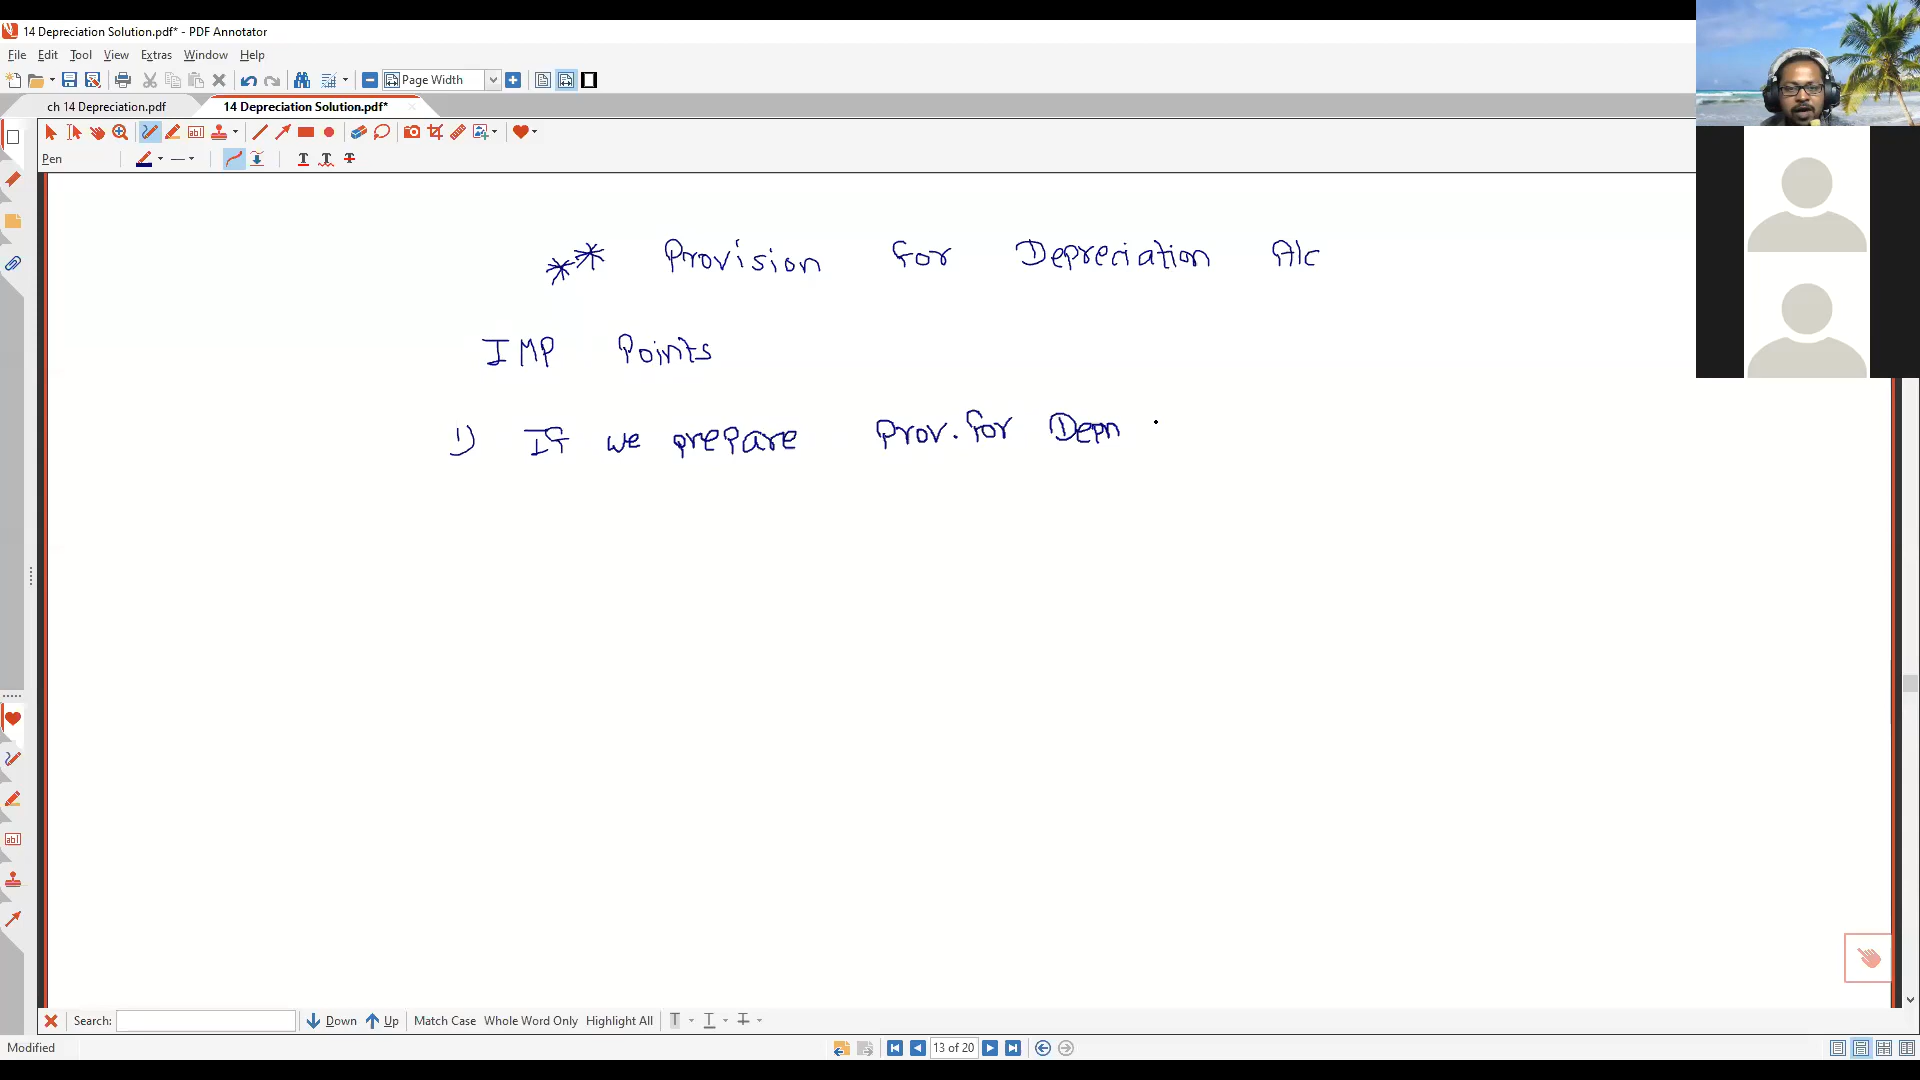 14 Depreciation Solution.pdf* - PDF Annotator
File Edit Tool View Extras Window Help
Page Width
ch 14 Depreciation.pdf 14 Depreciation Solution.pdf*
Pen
** Provision for Depreciation A/c
IMP Points
1) If we prepare Prov. for Depn
Search: Down Up Match Case Whole Word Only Highlight All
Modified 13 of 20